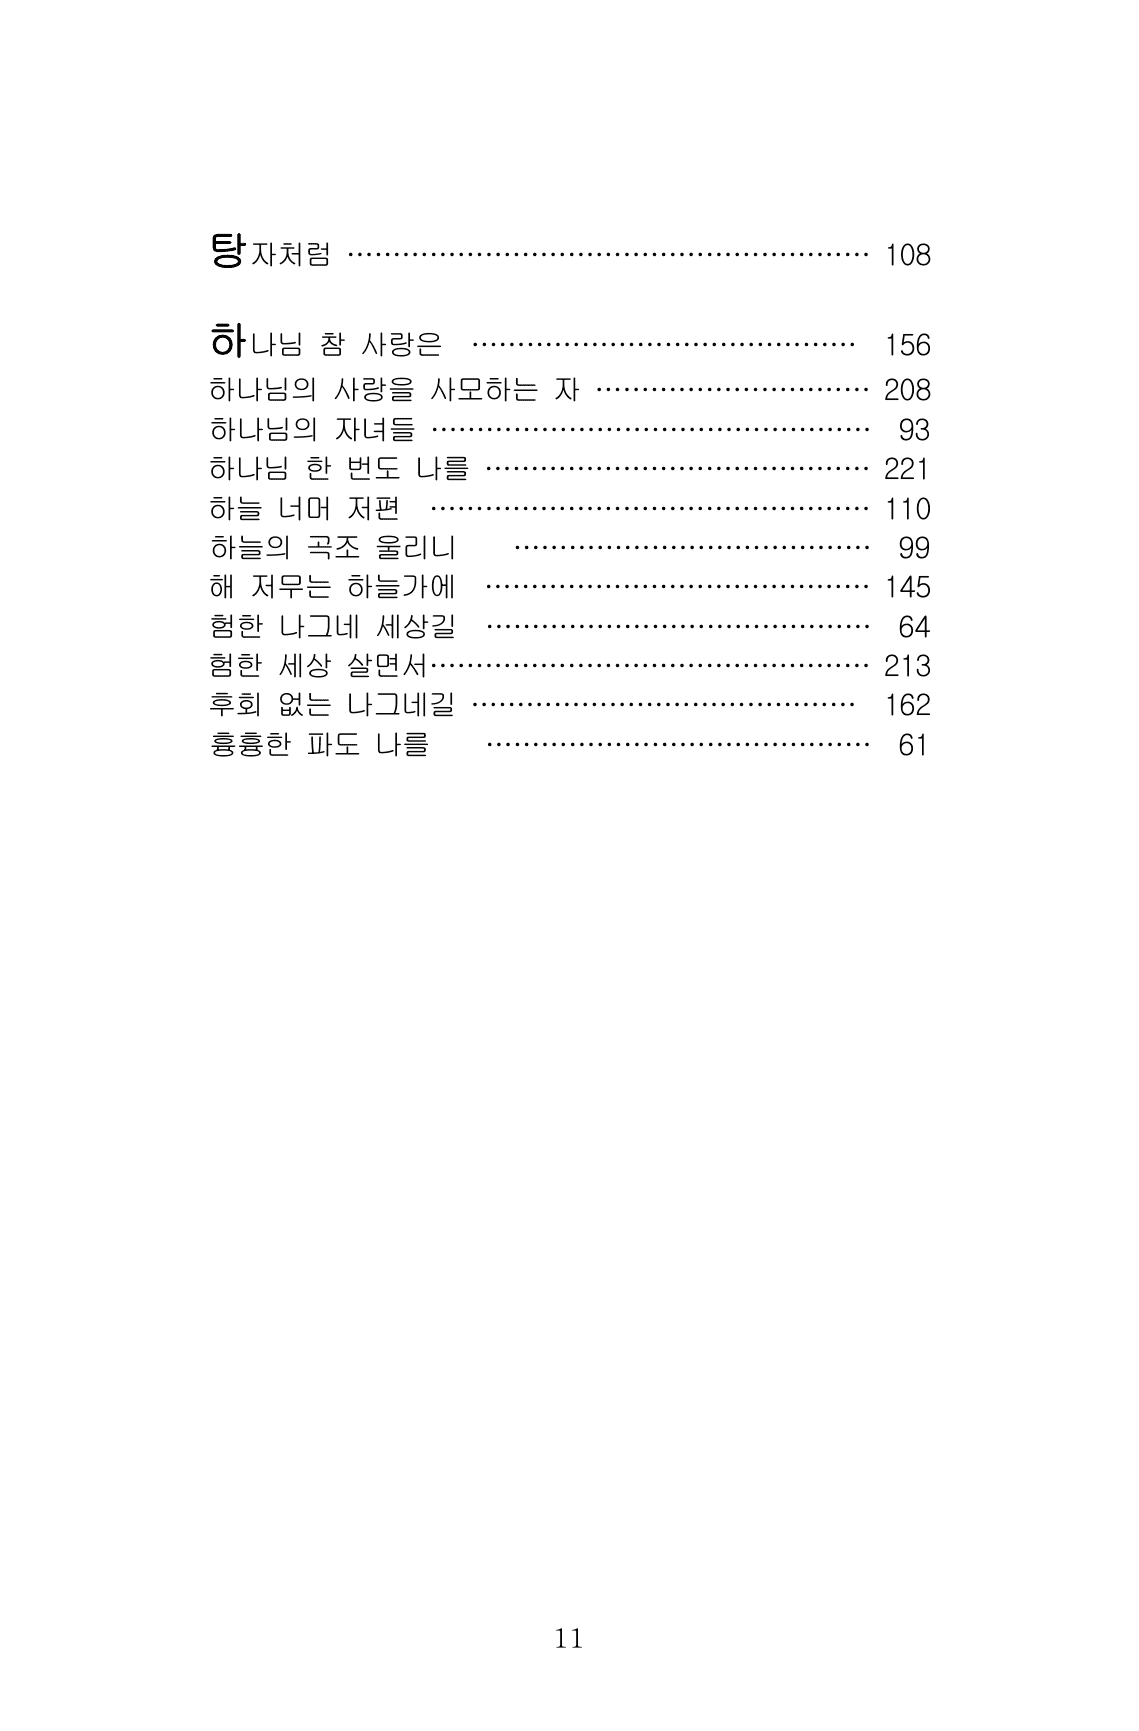 탕자처럼 ………………………………………………… 108
하나님 참 사랑은 …………………………………… 156
하나님의 사랑을 사모하는 자 ………………………… 208
하나님의 자녀들 ………………………………………… 93
하나님 한 번도 나를 …………………………………… 221
하늘 너머 저편 ………………………………………… 110
하늘의 곡조 울리니 ………………………………… 99
해 저무는 하늘가에 …………………………………… 145
험한 나그네 세상길 …………………………………… 64
험한 세상 살면서………………………………………… 213
후회 없는 나그네길 …………………………………… 162
흉흉한 파도 나를 …………………………………… 61
11